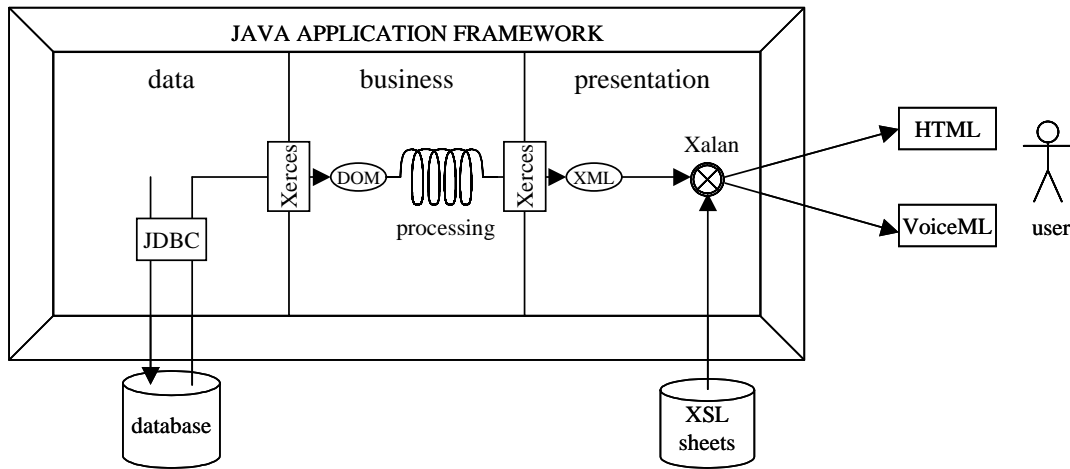 JAVA APPLICATION FRAMEWORK
data
business
presentation
Xerces
DOM
processing
Xerces
XML
Xalan
HTML
VoiceML
user
JDBC
database
XSL
sheets